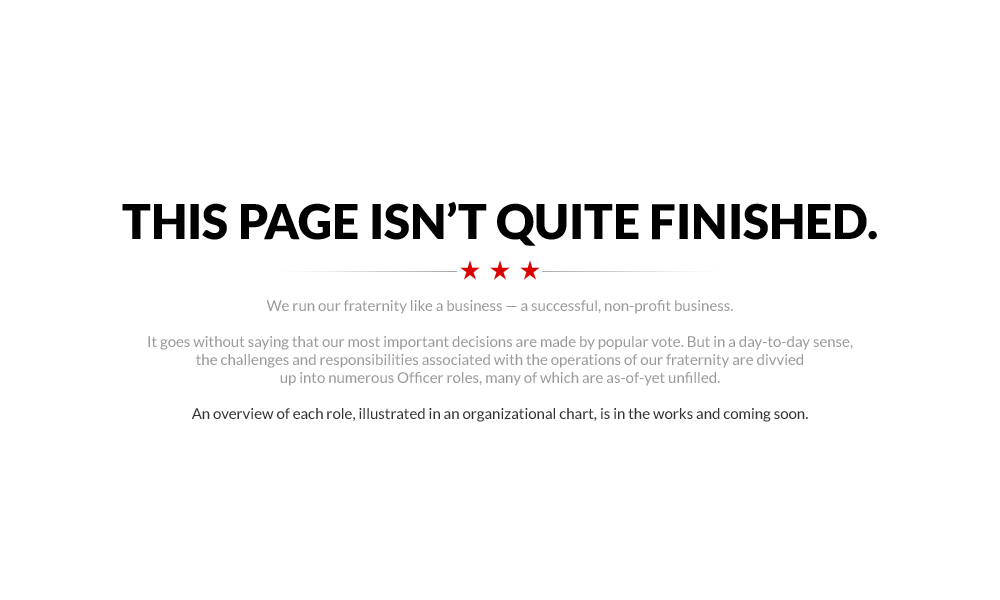 THIS PAGE ISN’T QUITE FINISHED.
We run our fraternity like a business — a successful, non-profit business.
It goes without saying that our most important decisions are made by popular vote. But in a day-to-day sense,
the challenges and responsibilities associated with the operations of our fraternity are divvied
up into numerous Officer roles, many of which are as-of-yet unfilled.
An overview of each role, illustrated in an organizational chart, is in the works and coming soon.